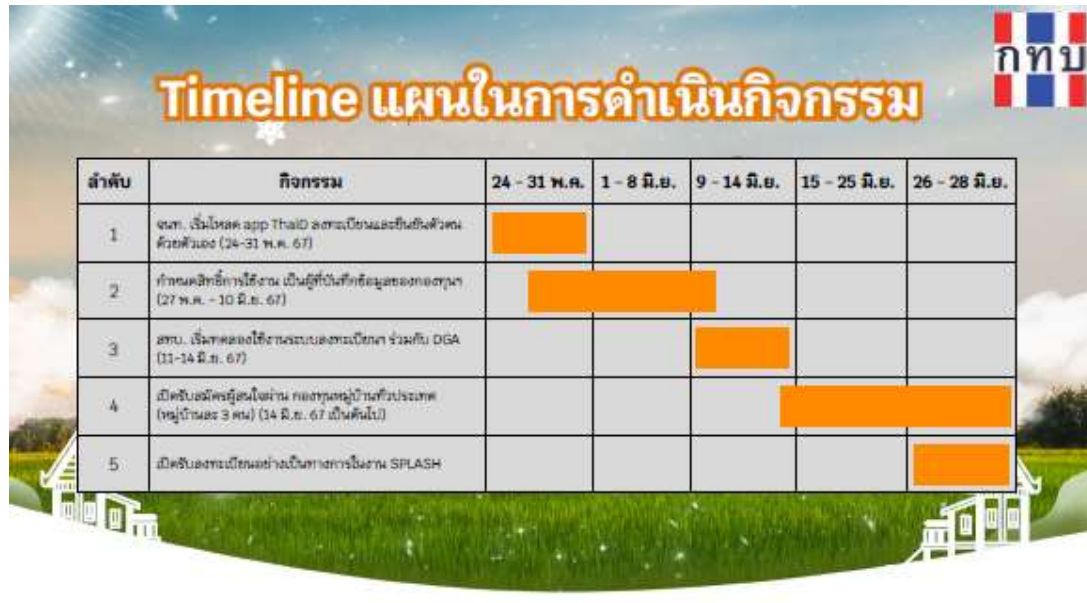 กทบ
Timeline แผนในการดำเนินกิจกรรม
ลำดับ กิจกรรม 24 - 31 พ.ค. 1 - 8 มิ.ย. 9 - 14 มิ.ย. 15 - 25 มิ.ย. 26 - 28 มิ.ย.
1 จนท. เริ่มโหลด app ThaID ลงทะเบียนและยืนยันตัวตน
ด้วยตัวเอง (24-31 พ.ค. 67)
2 กำหนดสิทธิ์การใช้งาน เป็นผู้ที่บันทึกข้อมูลของกองทุนฯ
(27 พ.ค. - 10 มิ.ย. 67)
3 สทบ. เริ่มทดลองใช้งานระบบลงทะเบียนฯ ร่วมกับ DGA
(11-14 มิ.ย. 67)
4 เปิดรับสมัครผู้สนใจผ่าน กองทุนหมู่บ้านทั่วประเทศ
(หมู่บ้านละ 3 คน) (14 มิ.ย. 67 เป็นต้นไป)
5 เปิดรับลงทะเบียนอย่างเป็นทางการในงาน SPLASH